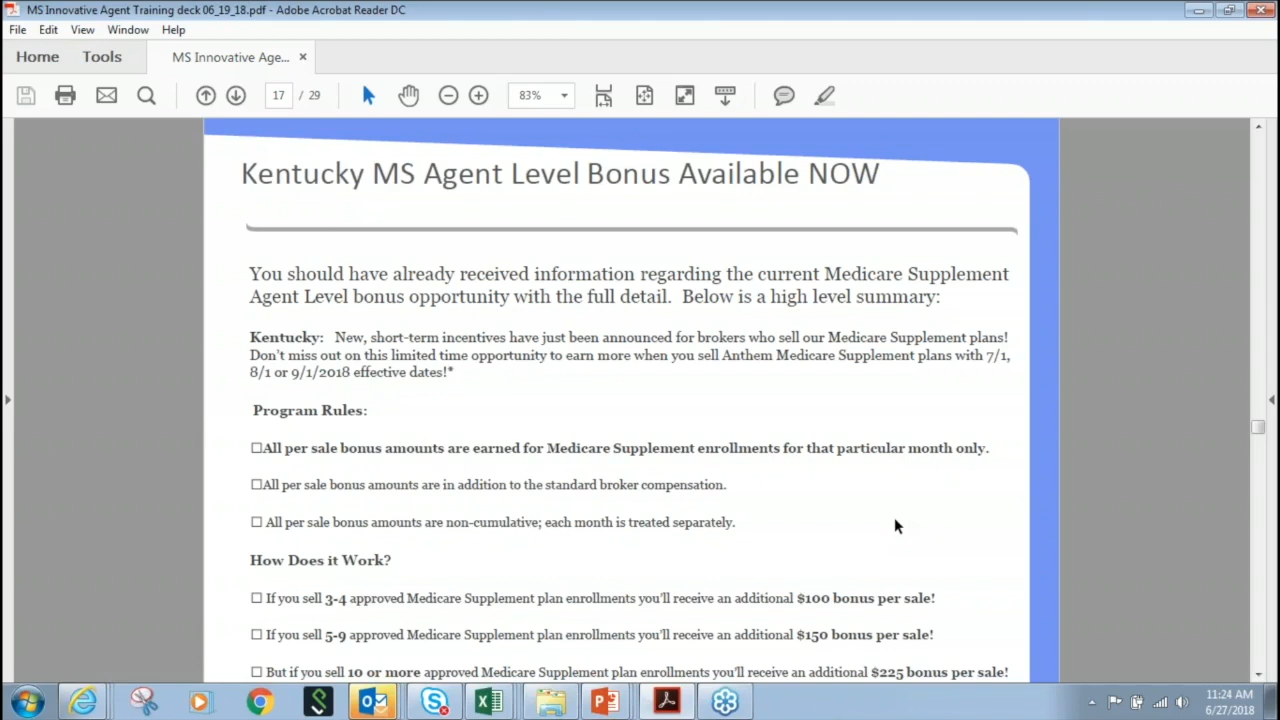 MS Innovative Agent Training deck 06_19_18.pdf - Adobe Acrobat Reader DC
File Edit View Window Help
Home Tools MS Innovative Age... ×
17 / 29 83%
Kentucky MS Agent Level Bonus Available NOW
You should have already received information regarding the current Medicare Supplement
Agent Level bonus opportunity with the full detail. Below is a high level summary:
Kentucky: New, short-term incentives have just been announced for brokers who sell our Medicare Supplement plans!
Don't miss out on this limited time opportunity to earn more when you sell Anthem Medicare Supplement plans with 7/1,
8/1 or 9/1/2018 effective dates!*
Program Rules:
☐All per sale bonus amounts are earned for Medicare Supplement enrollments for that particular month only.
☐All per sale bonus amounts are in addition to the standard broker compensation.
☐ All per sale bonus amounts are non-cumulative; each month is treated separately.
How Does it Work?
☐ If you sell 3-4 approved Medicare Supplement plan enrollments you'll receive an additional $100 bonus per sale!
☐ If you sell 5-9 approved Medicare Supplement plan enrollments you'll receive an additional $150 bonus per sale!
☐ But if you sell 10 or more approved Medicare Supplement plan enrollments you'll receive an additional $225 bonus per sale!
11:24 AM
6/27/2018